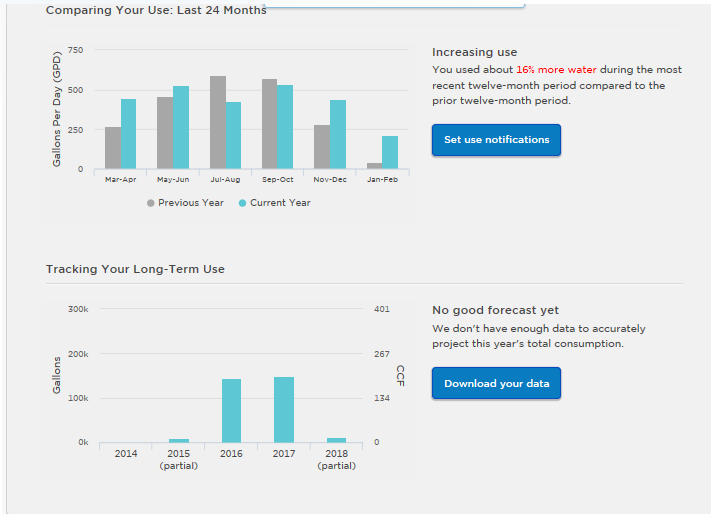 Comparing Your Use: Last 24 Months
Gallons Per Day (GPD)
750
500
250
0
Mar-Apr May-Jun Jul-Aug Sep-Oct Nov-Dec Jan-Feb
Previous Year Current Year
Increasing use
You used about 16% more water during the most
recent twelve-month period compared to the
prior twelve-month period.
Set use notifications
Tracking Your Long-Term Use
Gallons
300k
200k
100k
0k
401
267
134
0
CCF
2014 2015 2016 2017 2018
(partial) (partial)
No good forecast yet
We don't have enough data to accurately
project this year's total consumption.
Download your data